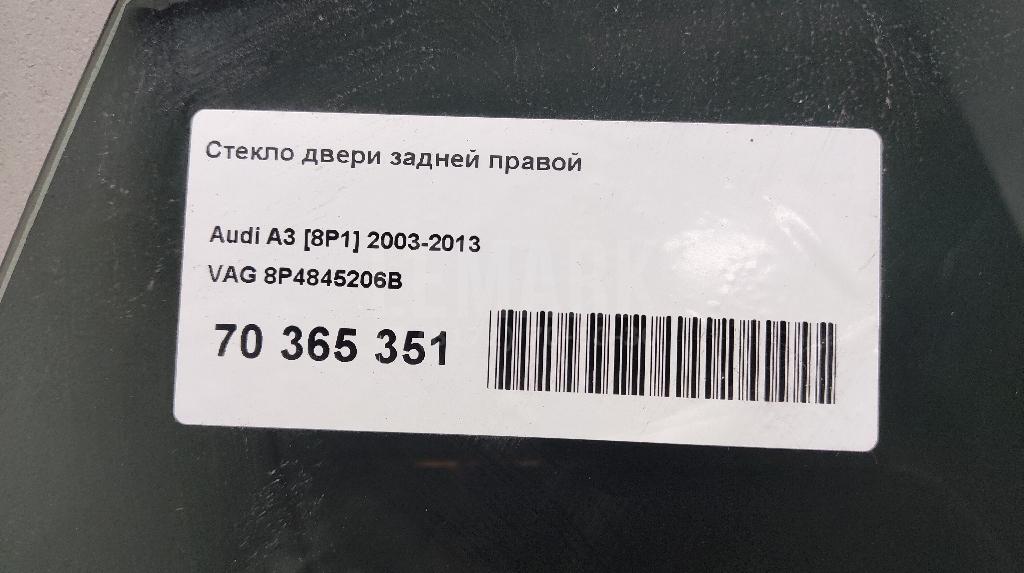 Стекло двери задней правой
Audi A3 [8P1] 2003-2013
VAG 8P4845206B
70 365 351